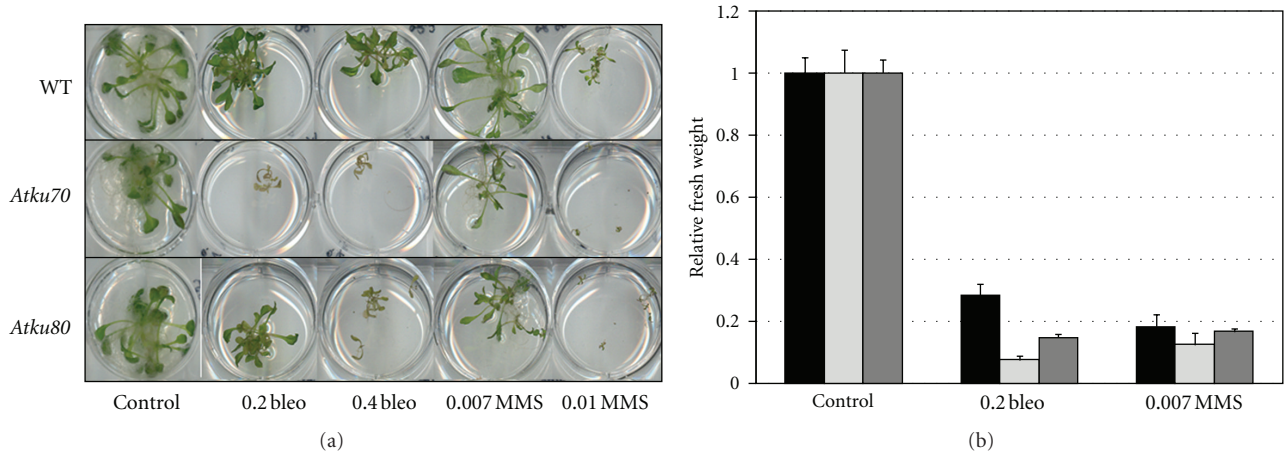 WT
Atku70
Atku80
Control 0.2 bleo 0.4 bleo 0.007 MMS 0.01 MMS
(a)
Relative fresh weight
1.2
1
0.8
0.6
0.4
0.2
0
Control 0.2 bleo 0.007 MMS
(b)